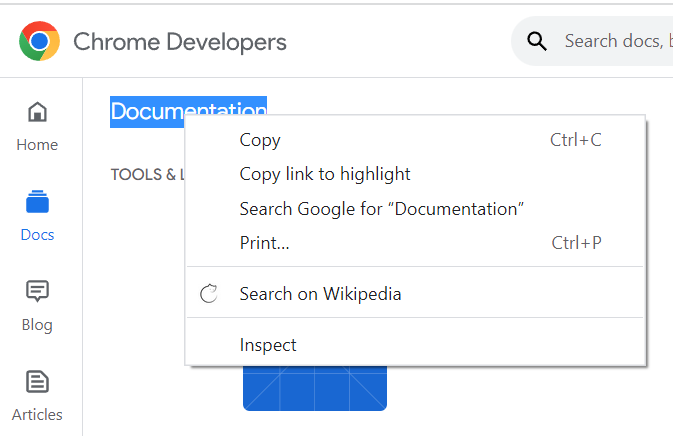 Chrome Developers
Search docs,
Documentation
Home
TOOLS &
Docs
Blog
Articles
Copy Ctrl+C
Copy link to highlight
Search Google for “Documentation”
Print... Ctrl+P
Search on Wikipedia
Inspect